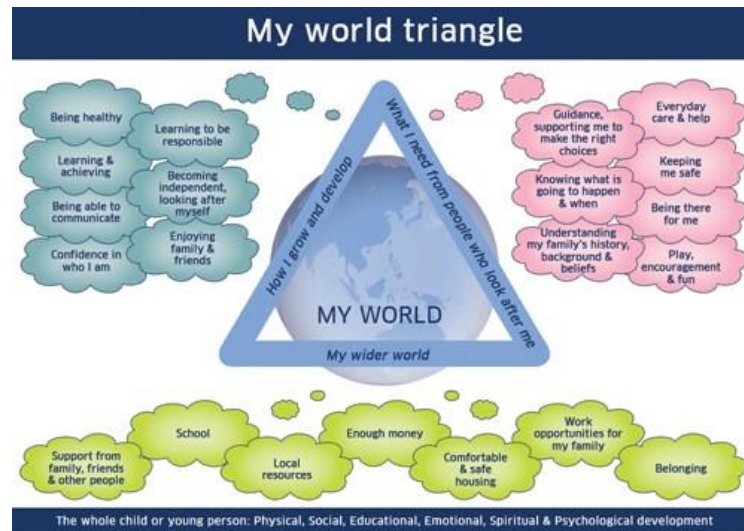 My world triangle
Being healthy
Learning to be
responsible
Learning &
achieving
Becoming
independent,
looking after
myself
Being able to
communicate
Enjoying
family &
friends
Confidence in
who I am
How I grow and develop
What I need from people who look after me
My wider world
MY WORLD
Guidance,
supporting me to
make the right
choices
Everyday
care & help
Knowing what is
going to happen
& when
Keeping
me safe
Understanding
my family's history,
background &
beliefs
Being there
for me
Play,
encouragement
& fun
Support from
family, friends
& other people
School
Local
resources
Enough money
Comfortable
& safe
housing
Work
opportunities for
my family
Belonging
The whole child or young person: Physical, Social, Educational, Emotional, Spiritual & Psychological development